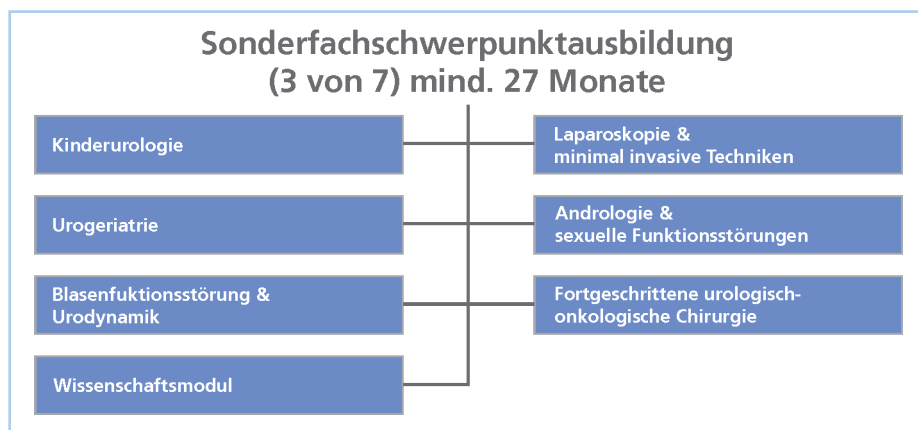 Sonderfachschwerpunktausbildung
(3 von 7) mind. 27 Monate
Kinderurologie
Urogeriatrie
Blasenfuktionsstörung &
Urodynamik
Wissenschaftsmodul
Laparoskopie &
minimal invasive Techniken
Andrologie &
sexuelle Funktionsstörungen
Fortgeschrittene urologisch-
onkologische Chirurgie